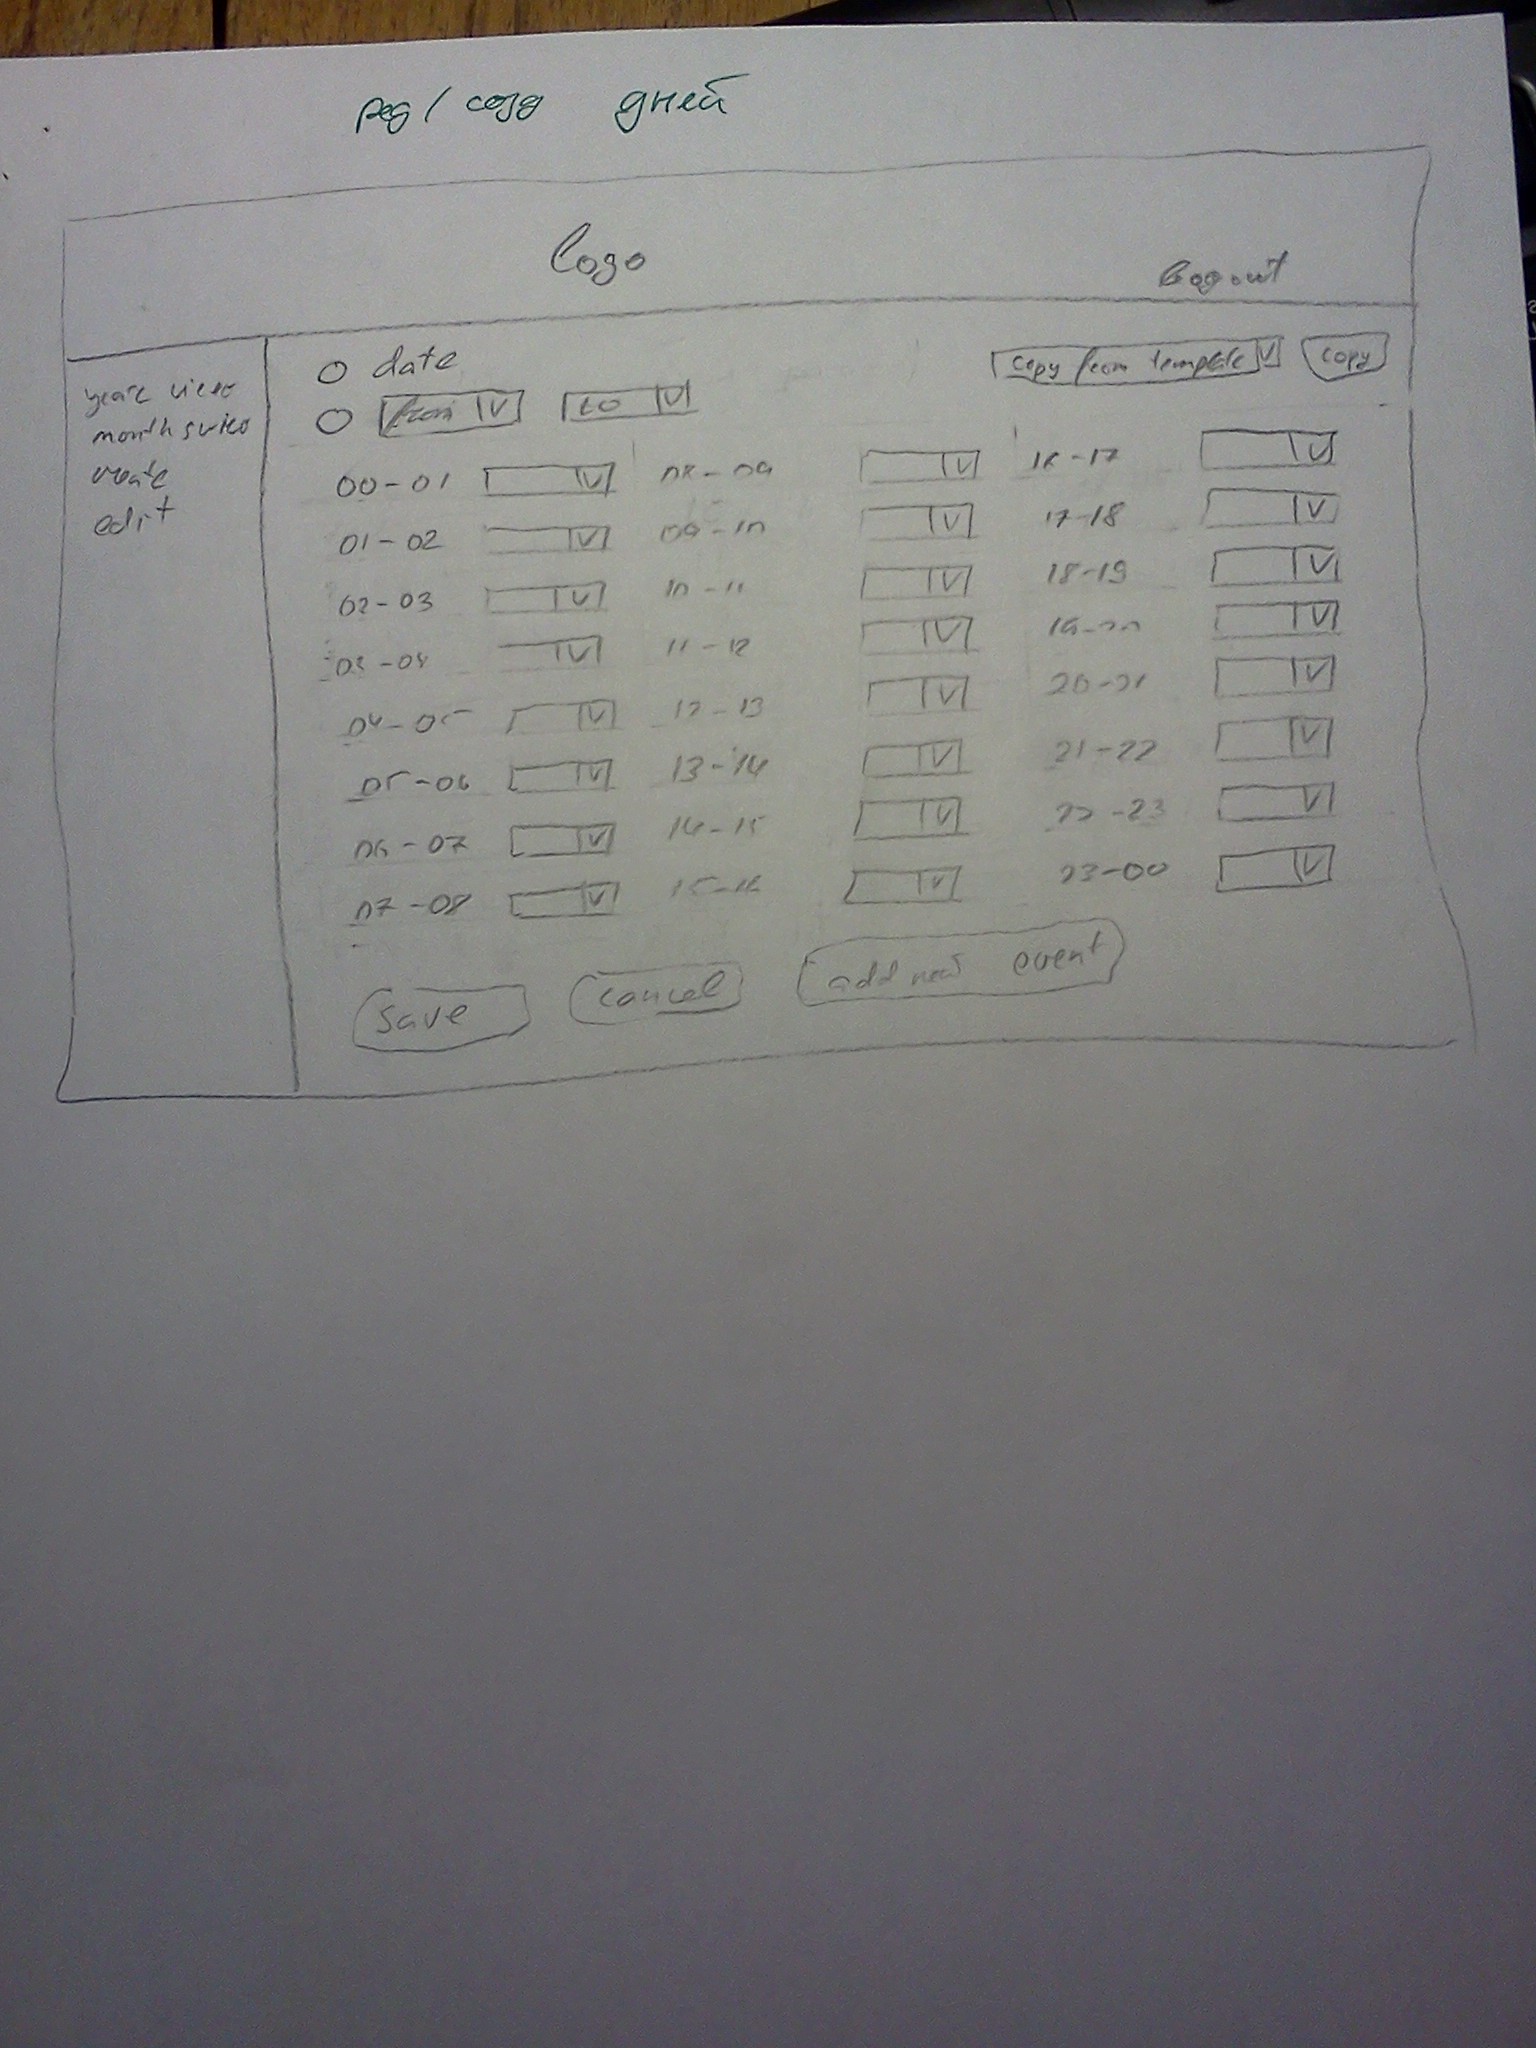 ред/созд дней
logo
logout
year view
months view
create
edit
date
from V to V
copy from template V copy
00-01 V 08-09 V 16-17 V
01-02 V 09-10 V 17-18 V
02-03 V 10-11 V 18-19 V
03-04 V 11-12 V 19-20 V
04-05 V 12-13 V 20-21 V
05-06 V 13-14 V 21-22 V
06-07 V 14-15 V 22-23 V
07-08 V 15-16 V 23-00 V
save cancel add new event